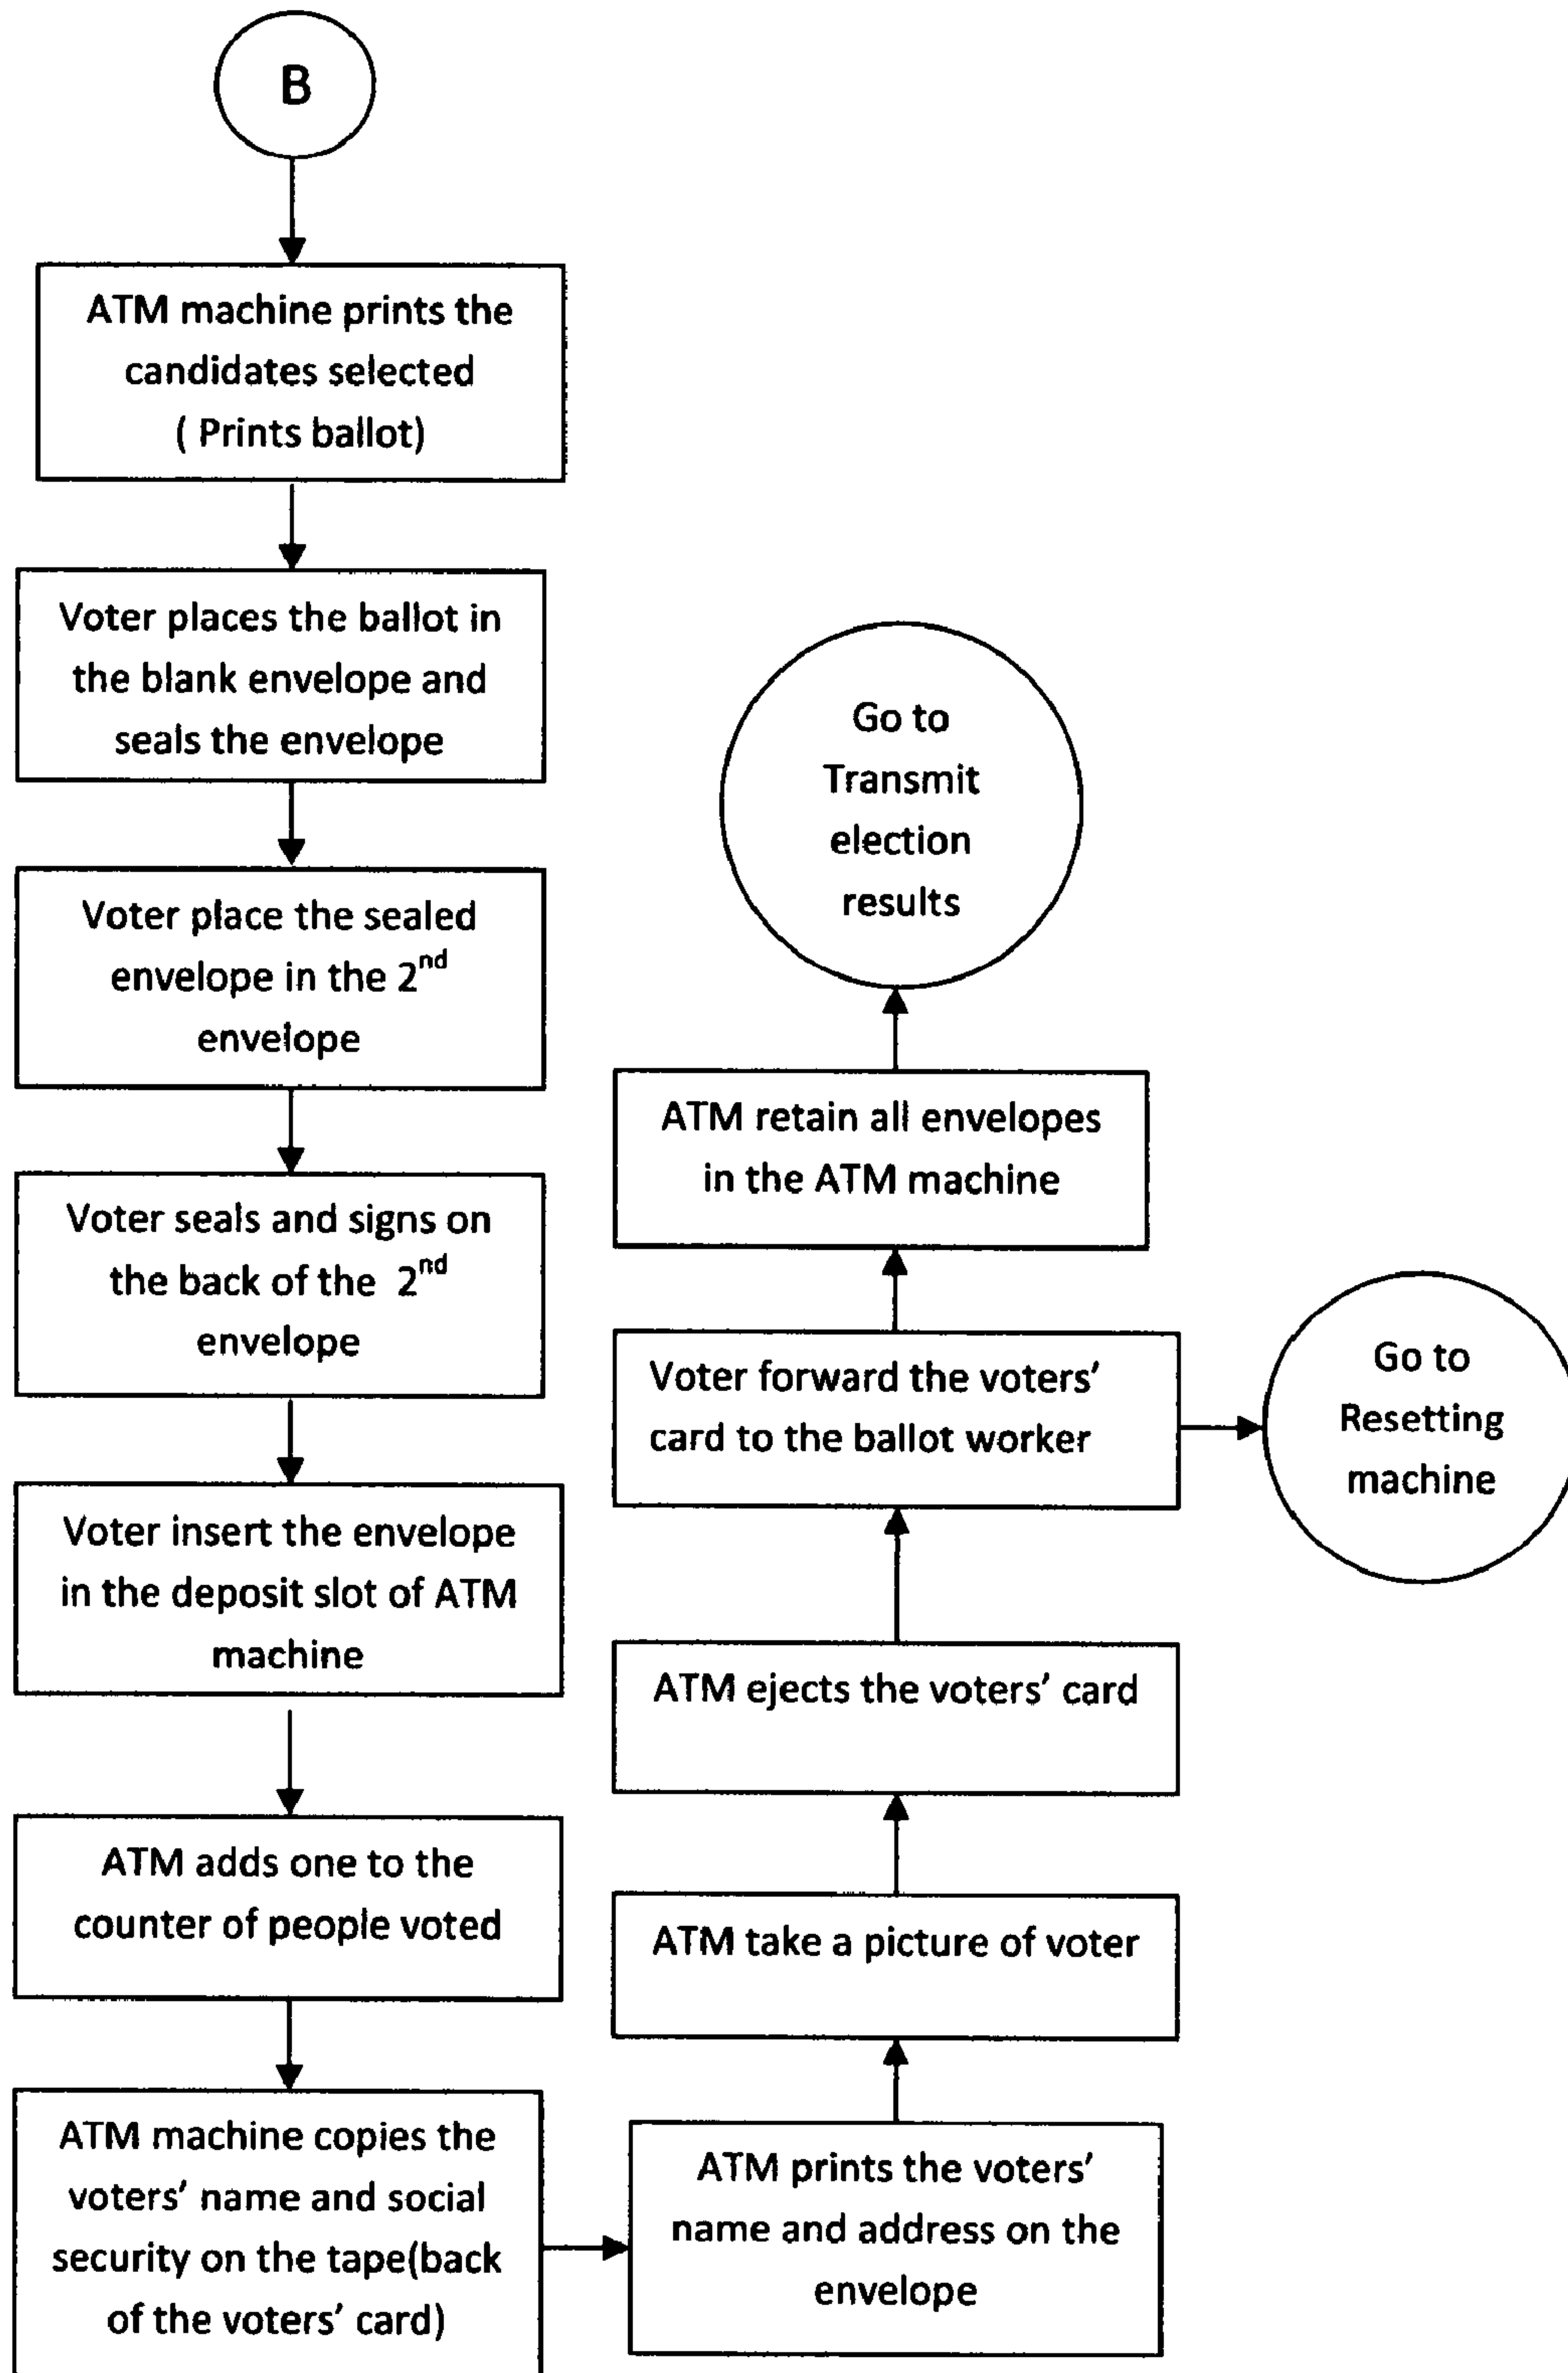 B
ATM machine prints the
candidates selected
( Prints ballot)
Voter places the ballot in
the blank envelope and
seals the envelope
Voter place the sealed
envelope in the 2nd
envelope
Voter seals and signs on
the back of the 2nd
envelope
Voter insert the envelope
in the deposit slot of ATM
machine
ATM adds one to the
counter of people voted
ATM machine copies the
voters’ name and social
security on the tape(back
of the voters’ card)
ATM prints the voters’
name and address on the
envelope
ATM take a picture of voter
ATM ejects the voters’ card
Voter forward the voters’
card to the ballot worker
Go to
Resetting
machine
ATM retain all envelopes
in the ATM machine
Go to
Transmit
election
results